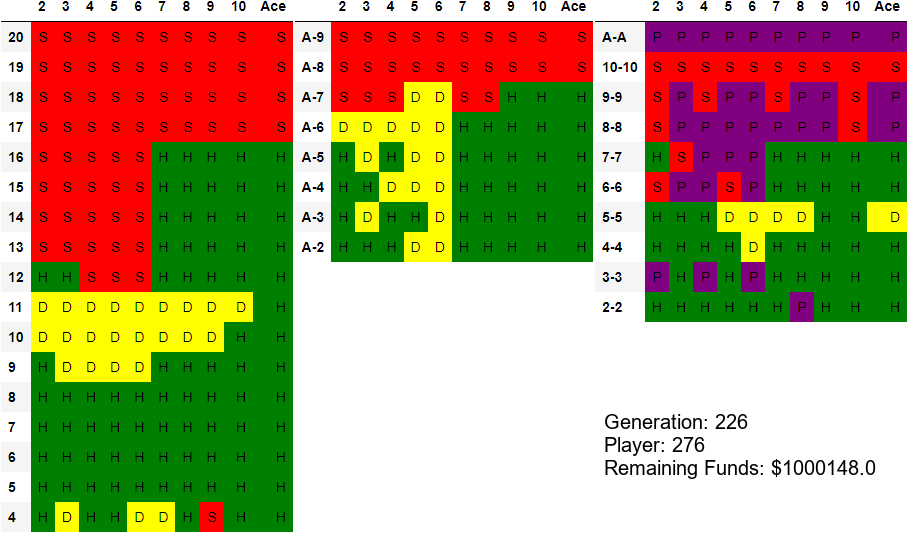 2 3 4 5 6 7 8 9 10 Ace
20 S S S S S S S S S S
19 S S S S S S S S S S
18 S S S S S S S S S S
17 S S S S S S S S S S
16 S S S S S H H H H H
15 S S S S S H H H H H
14 S S S S S H H H H H
13 S S S S S H H H H H
12 H H S S S H H H H H
11 D D D D D D D D D H
10 D D D D D D D D H H
9 H D D D D H H H H H
8 H H H H H H H H H H
7 H H H H H H H H H H
6 H H H H H H H H H H
5 H H H H H H H H H H
4 H D H H D D H S H H
2 3 4 5 6 7 8 9 10 Ace
A-9 S S S S S S S S S S
A-8 S S S S S S S S S S
A-7 S S S D D S S H H H
A-6 D D D D D H H H H H
A-5 H D H D D H H H H H
A-4 H H D D D H H H H H
A-3 H D H H D H H H H H
A-2 H H H D D H H H H H
2 3 4 5 6 7 8 9 10 Ace
A-A P P P P P P P P P P
10-10 S S S S S S S S S S
9-9 S P S P P S P P S P
8-8 S P P P P P P P S P
7-7 H S P P P H H H H H
6-6 S P P S P H H H H H
5-5 H H H D D D D H H D
4-4 H H H H D H H H H H
3-3 P H P H P H H H H H
2-2 H H H H H H P H H H
Generation: 226
Player: 276
Remaining Funds: $1000148.0